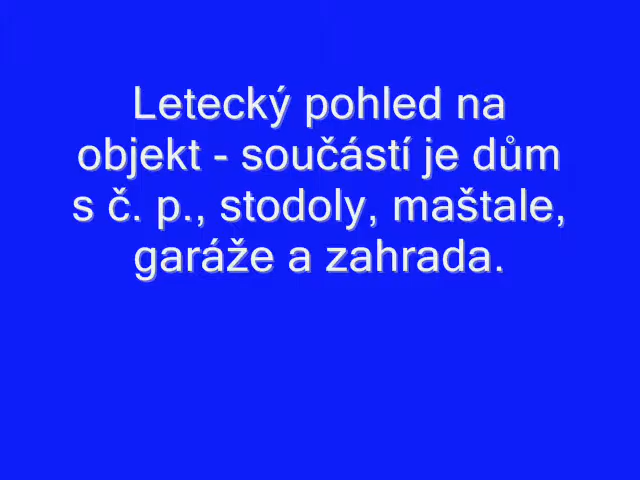 Letecký pohled na
objekt - součástí je dům
s č. p., stodoly, maštale,
garáže a zahrada.